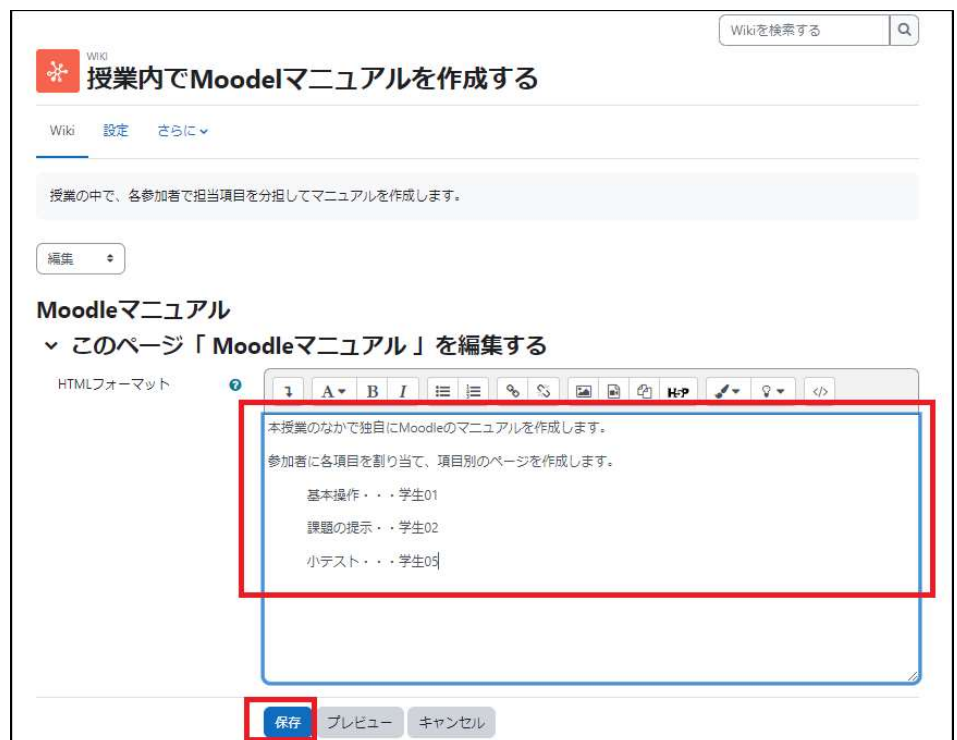 Wikiを検索する
WIKI
授業内でMoodelマニュアルを作成する
Wiki 設定 さらに
授業の中で、各参加者で担当項目を分担してマニュアルを作成します。
編集
Moodleマニュアル
このページ「 Moodleマニュアル 」を編集する
HTMLフォーマット
A B I H-P </>
本授業のなかで独自にMoodleのマニュアルを作成します。
参加者に各項目を割り当て、項目別のページを作成します。
基本操作・・・学生01
課題の提示・・学生02
小テスト・・・学生05
保存 プレビュー キャンセル